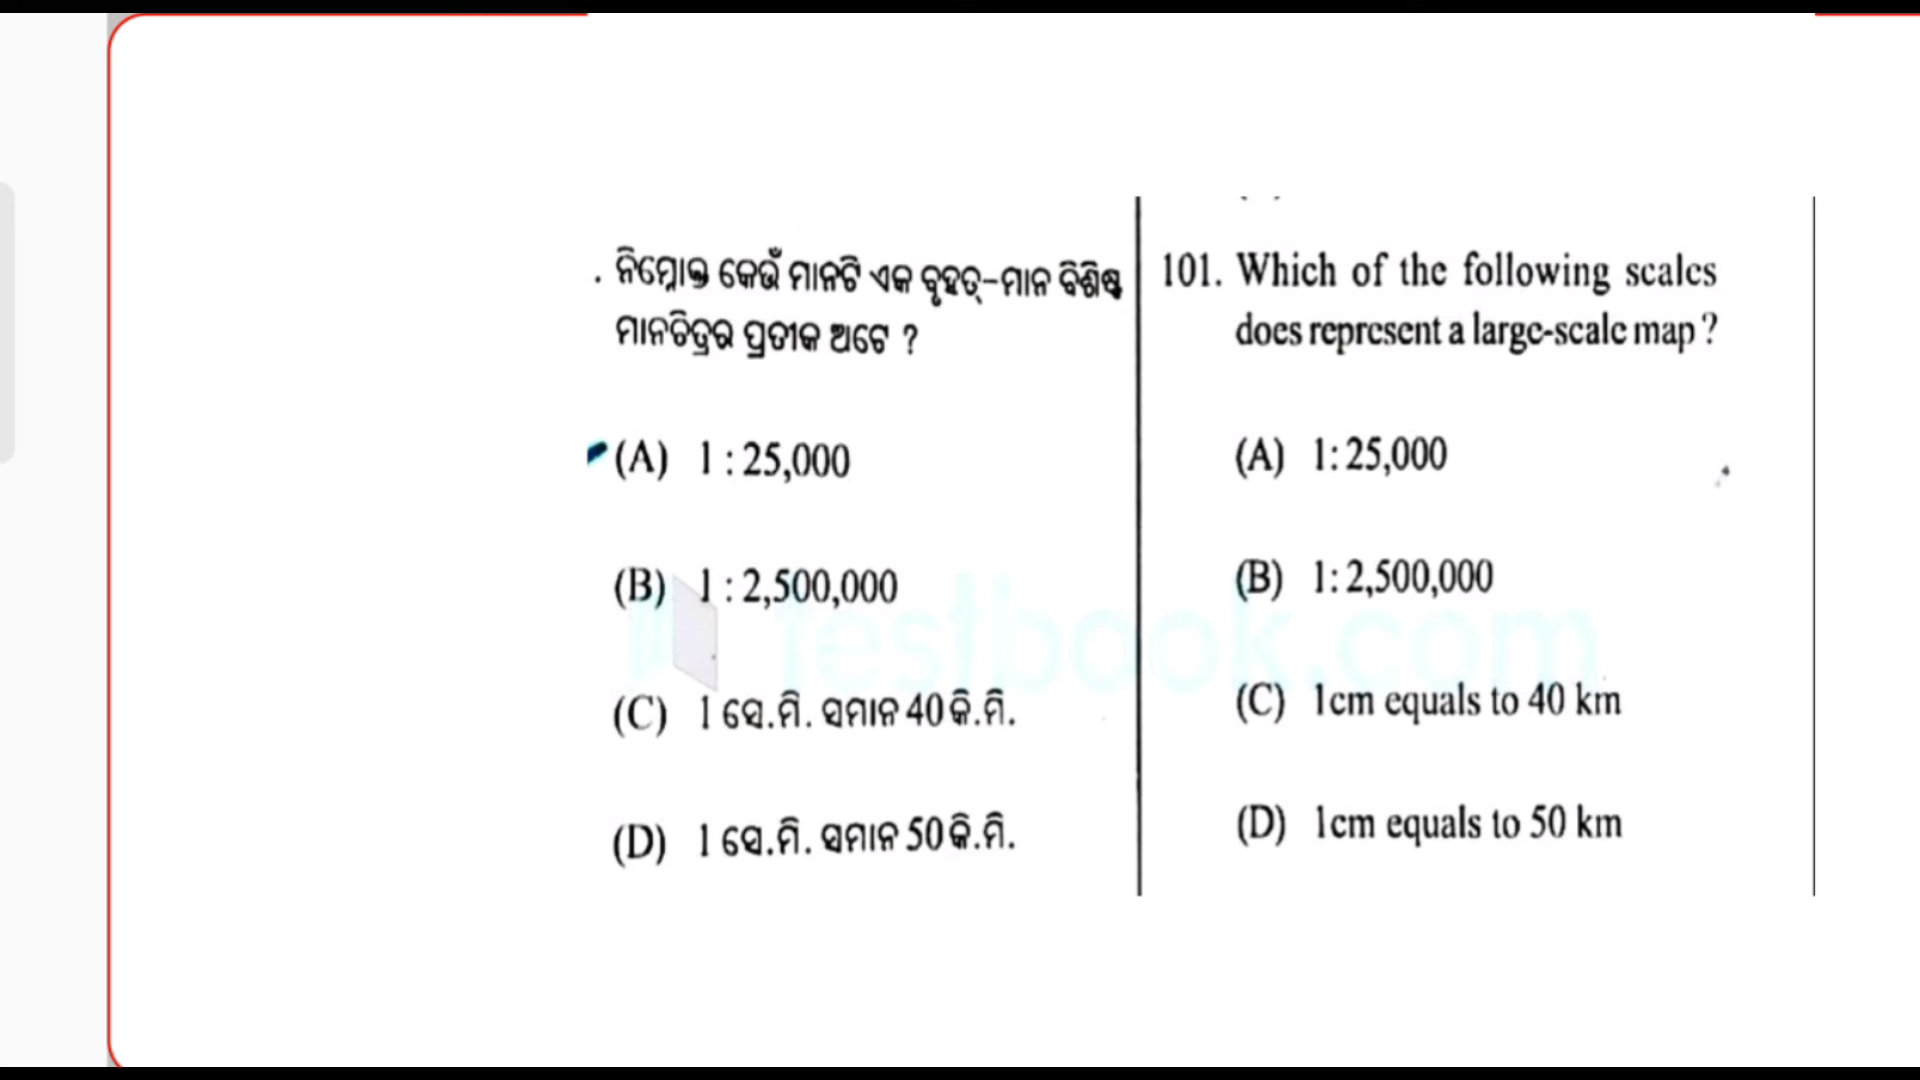 . ନିମ୍ନୋକ୍ତ କେଉଁ ମାନଟି ଏକ ବୃହତ୍-ମାନ ବିଶିଷ୍ଟ
ମାନଚିତ୍ରର ପ୍ରତୀକ ଅଟେ ?
(A) 1 : 25,000
(B) 1 : 2,500,000
(C) 1 ସେ.ମି. ସମାନ 40 କି.ମି.
(D) 1 ସେ.ମି. ସମାନ 50 କି.ମି.
101. Which of the following scales
does represent a large-scale map ?
(A) 1: 25,000
(B) 1: 2,500,000
(C) 1cm equals to 40 km
(D) 1cm equals to 50 km
testbook.com